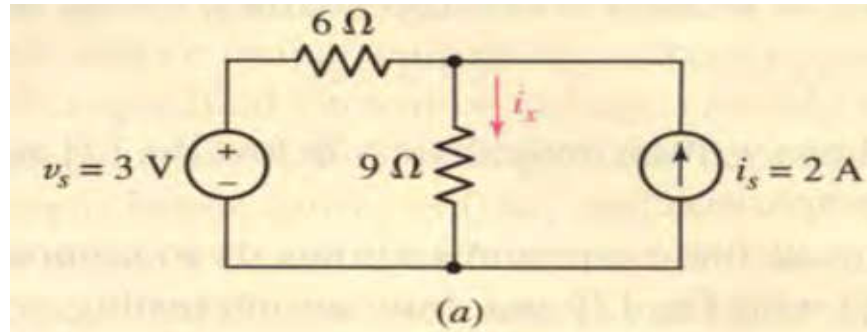 6 Ω
i_x
v_s = 3 V
+
−
9 Ω
i_s = 2 A
(a)